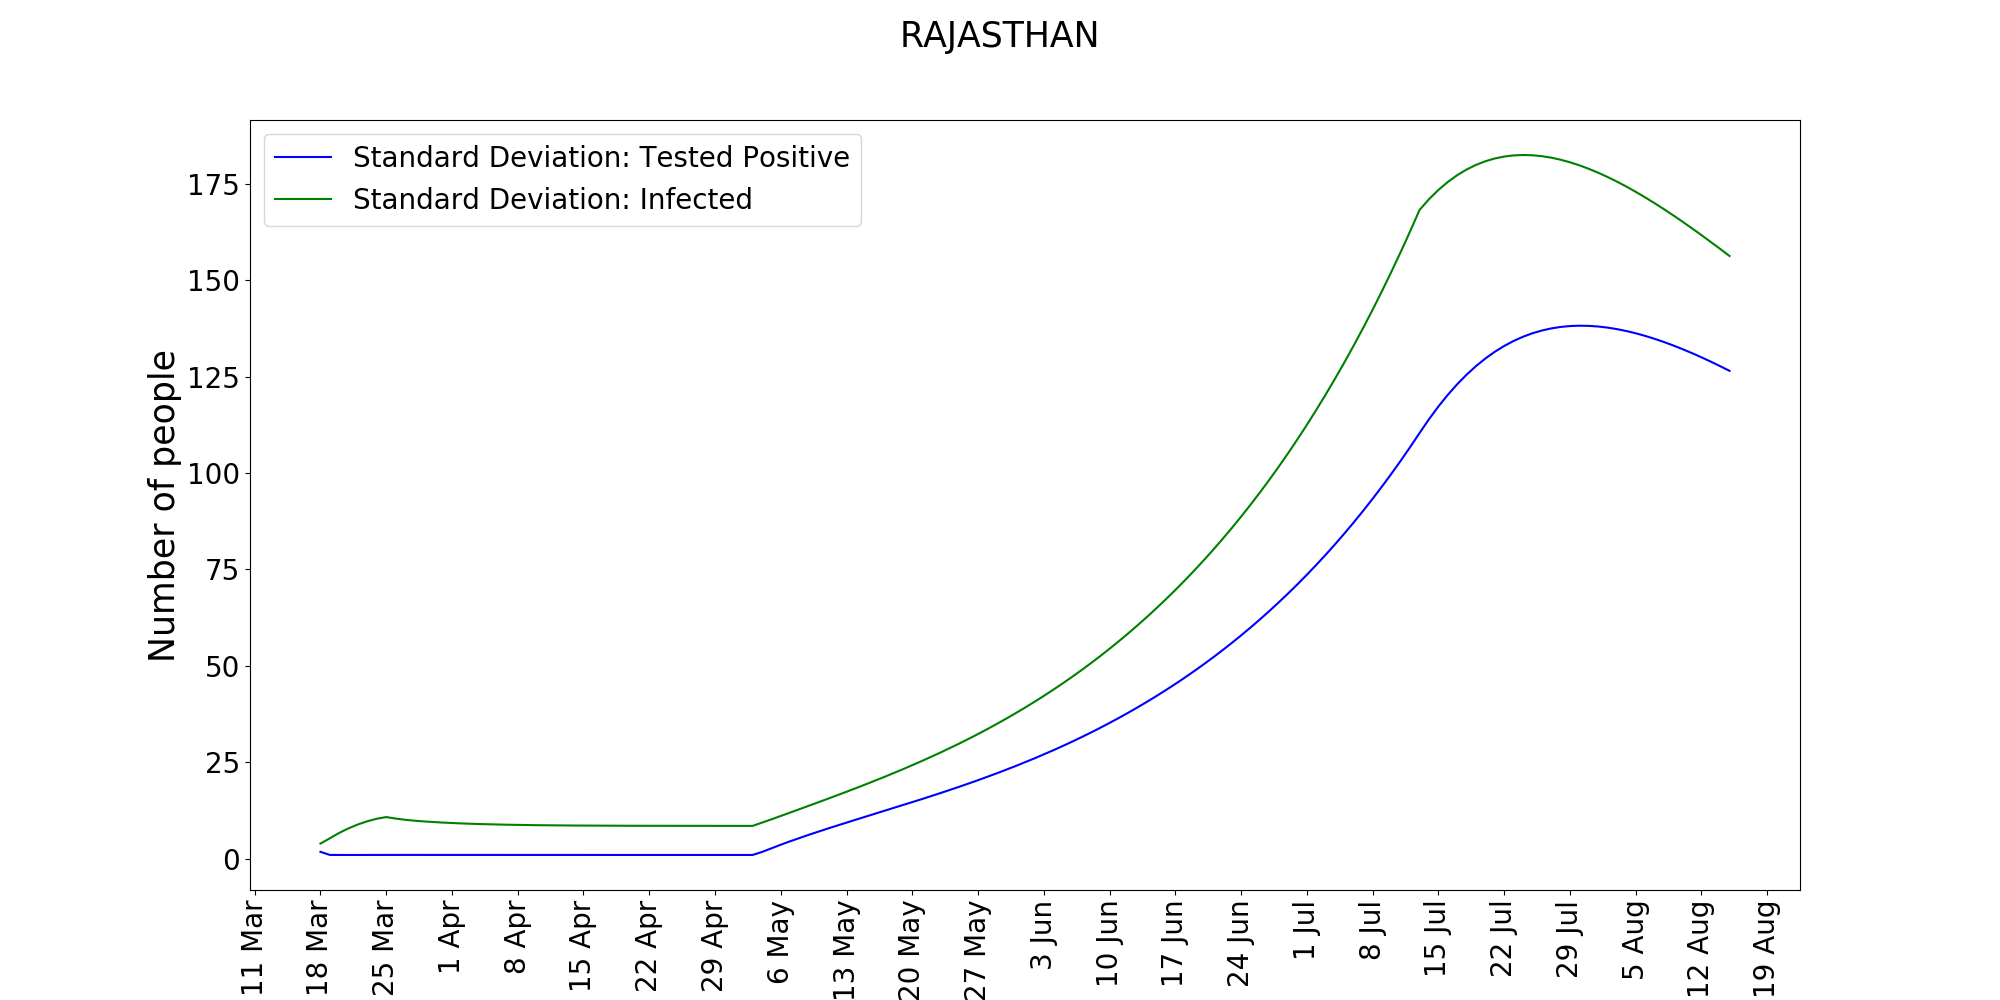 RAJASTHAN
Standard Deviation: Tested Positive
Standard Deviation: Infected
Number of people
175
150
125
100
75
50
25
0
11 Mar
18 Mar
25 Mar
1 Apr
8 Apr
15 Apr
22 Apr
29 Apr
6 May
13 May
20 May
27 May
3 Jun
10 Jun
17 Jun
24 Jun
1 Jul
8 Jul
15 Jul
22 Jul
29 Jul
5 Aug
12 Aug
19 Aug